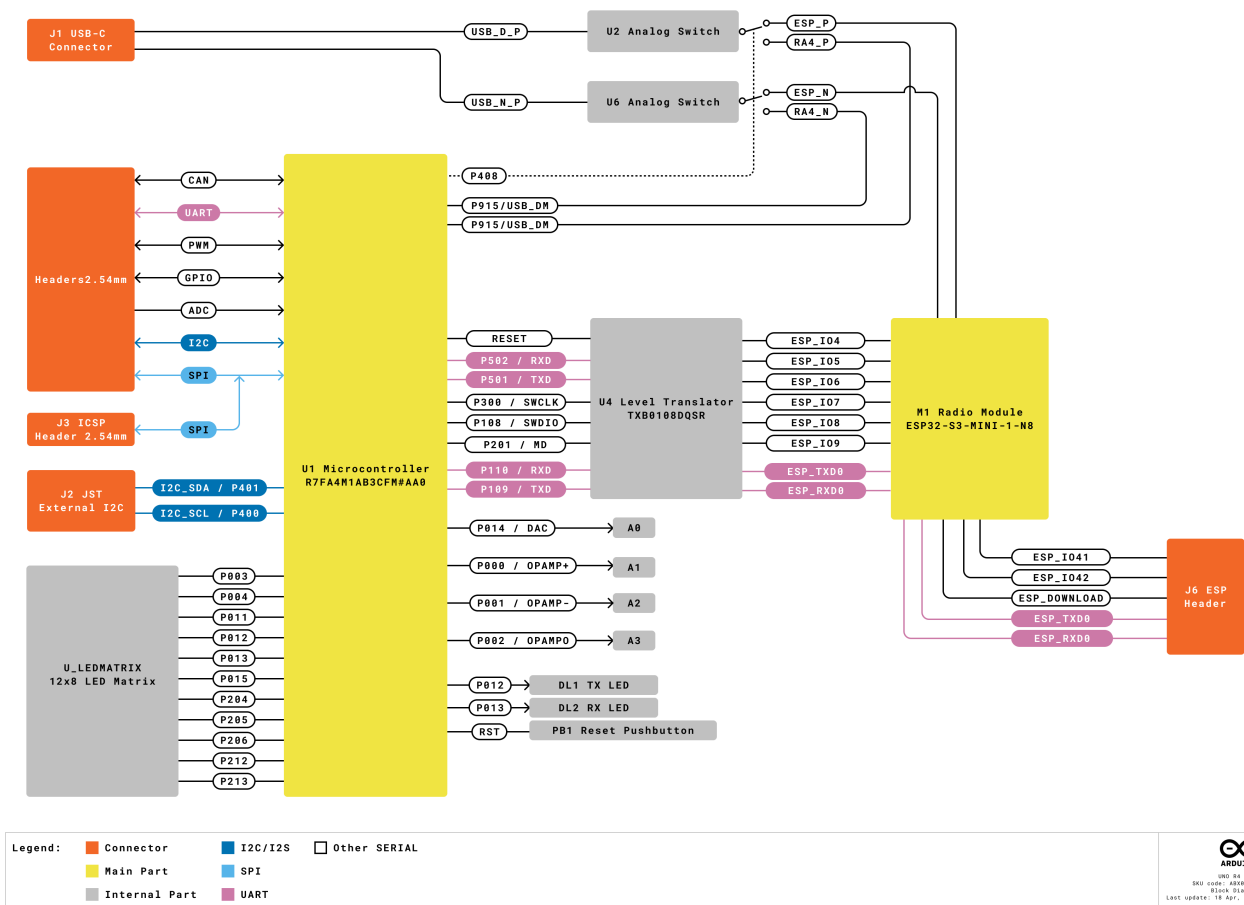 J1 USB-C
Connector
USB_D_P
U2 Analog Switch
ESP_P
RA4_P
USB_N_P
U6 Analog Switch
ESP_N
RA4_N
Headers2.54mm
CAN
UART
PWM
GPIO
ADC
I2C
SPI
J3 ICSP
Header 2.54mm
SPI
J2 JST
External I2C
I2C_SDA / P401
I2C_SCL / P400
U_LEDMATRIX
12x8 LED Matrix
P003
P004
P011
P012
P013
P015
P204
P205
P206
P212
P213
U1 Microcontroller
R7FA4M1AB3CFM#AA0
P408
P915/USB_DM
P915/USB_DM
RESET
P502 / RXD
P501 / TXD
P300 / SWCLK
P108 / SWDIO
P201 / MD
P110 / RXD
P109 / TXD
U4 Level Translator
TXB0108DQSR
ESP_IO4
ESP_IO5
ESP_IO6
ESP_IO7
ESP_IO8
ESP_IO9
ESP_TXD0
ESP_RXD0
M1 Radio Module
ESP32-S3-MINI-1-N8
P014 / DAC
A0
P000 / OPAMP+
A1
P001 / OPAMP-
A2
P002 / OPAMPO
A3
P012
DL1 TX LED
P013
DL2 RX LED
RST
PB1 Reset Pushbutton
ESP_IO41
ESP_IO42
ESP_DOWNLOAD
ESP_TXD0
ESP_RXD0
J6 ESP
Header
Legend:
Connector
Main Part
Internal Part
I2C/I2S
SPI
UART
Other SERIAL
UNO R4
SKU code:
Last update: 18 Apr,